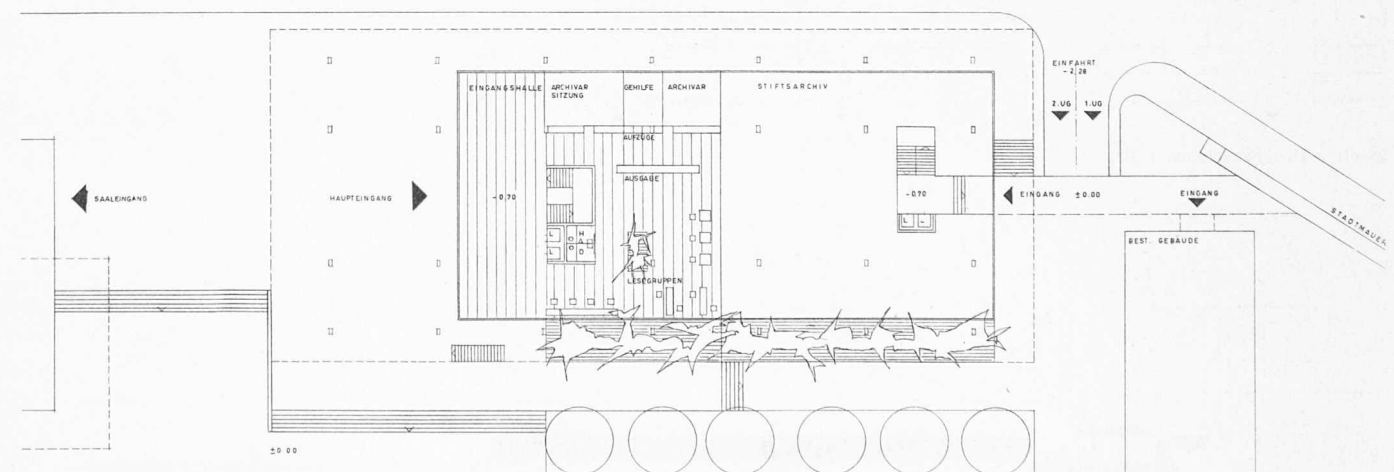 EINFAHRT
- 2,26
2.UG 1.UG
EINGANGSHALLE
ARCHIVAR
SITZUNG
GEHILFE
ARCHIVAR
STIFTSARCHIV
AUFZÜGE
AUSGABE
SAALEINGANG
HAUPTEINGANG
- 0,70
- 0,70
EINGANG ± 0.00
EINGANG
STADTMAUER
L
L
H
A
D
L L
BEST. GEBÄUDE
LESEGRUPPEN
± 0.00